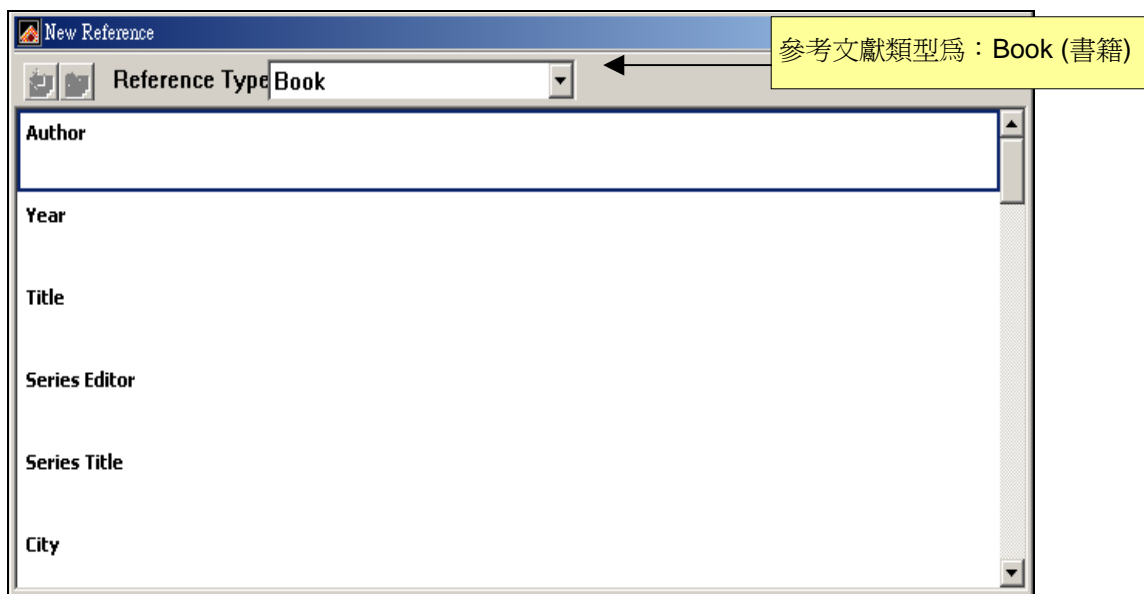 New Reference
參考文獻類型爲：Book (書籍)
Reference Type Book
Author
Year
Title
Series Editor
Series Title
City